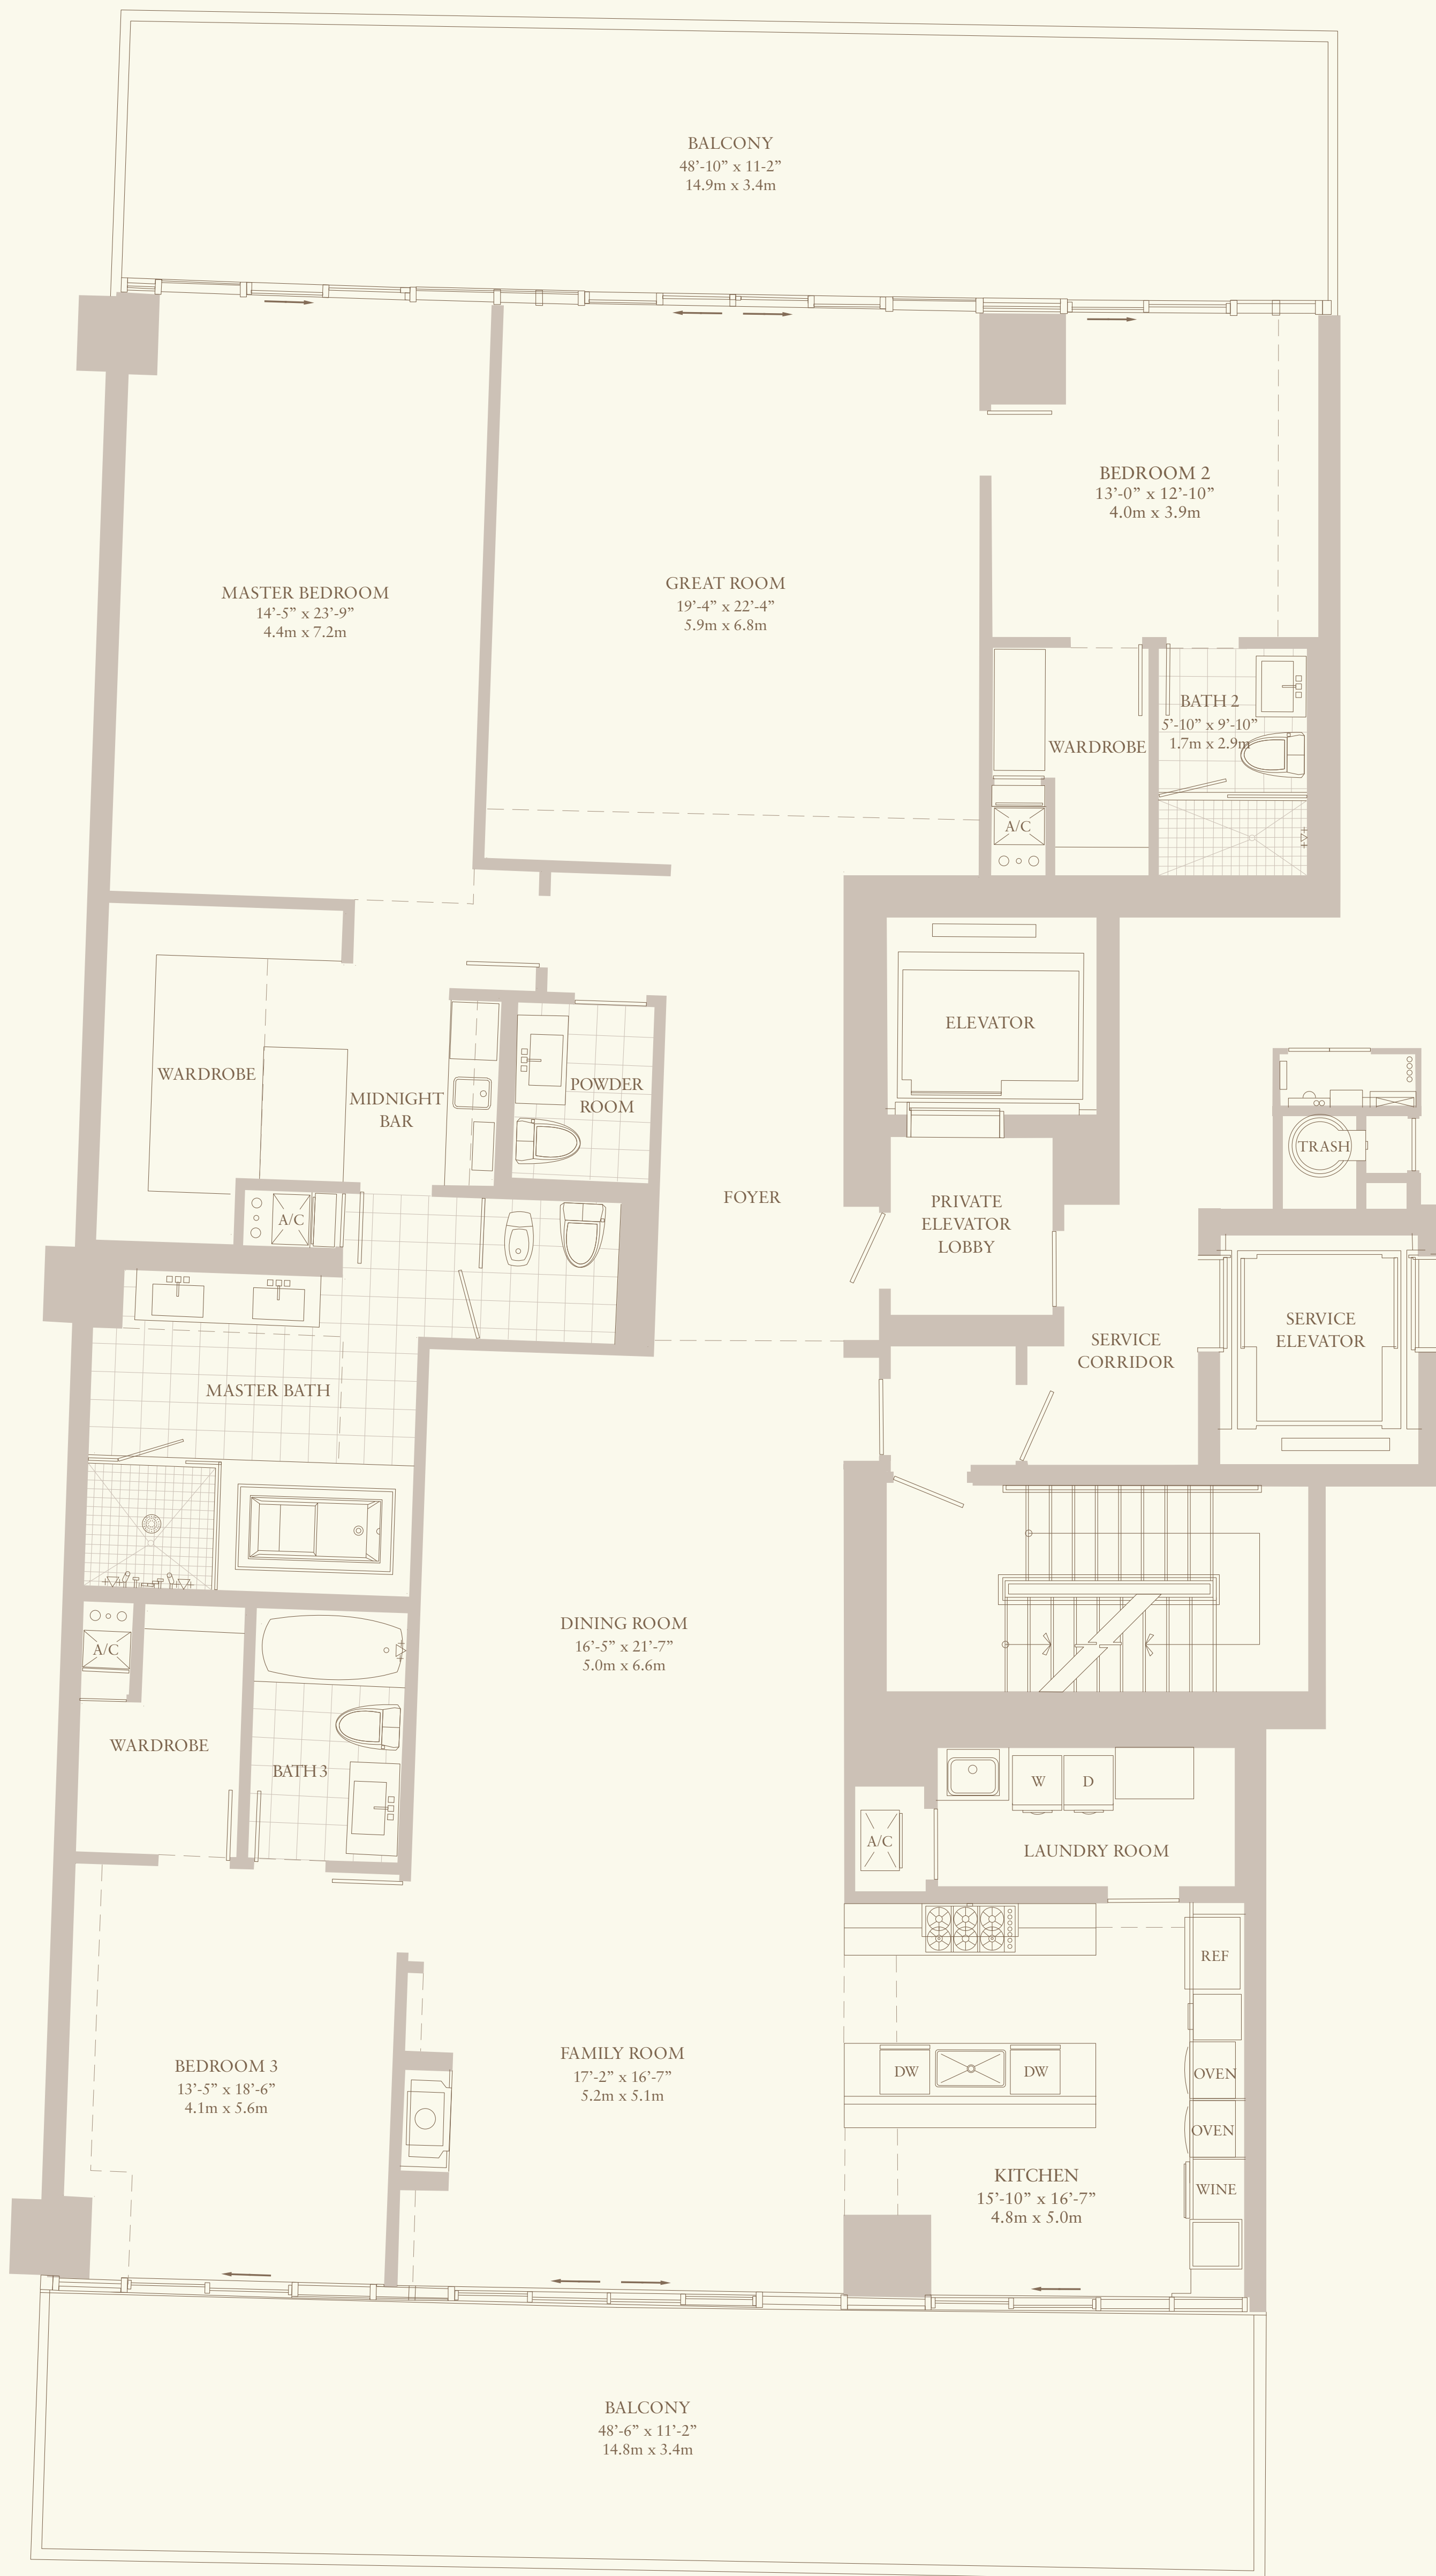 BALCONY
48’-10” x 11-2”
14.9m x 3.4m
BEDROOM 2
13’-0” x 12’-10”
4.0m x 3.9m
MASTER BEDROOM
14’-5” x 23’-9”
4.4m x 7.2m
GREAT ROOM
19’-4” x 22’-4”
5.9m x 6.8m
BATH 2
5’-10” x 9’-10”
1.7m x 2.9m
WARDROBE
A/C
ELEVATOR
WARDROBE
MIDNIGHT
BAR
POWDER
ROOM
TRASH
FOYER
PRIVATE
ELEVATOR
LOBBY
A/C
SERVICE
ELEVATOR
SERVICE
CORRIDOR
MASTER BATH
DINING ROOM
16’-5” x 21’-7”
5.0m x 6.6m
A/C
WARDROBE
BATH 3
W
D
A/C
LAUNDRY ROOM
REF
BEDROOM 3
13’-5” x 18’-6”
4.1m x 5.6m
FAMILY ROOM
17’-2” x 16’-7”
5.2m x 5.1m
DW
DW
OVEN
OVEN
KITCHEN
15’-10” x 16’-7”
4.8m x 5.0m
WINE
BALCONY
48’-6” x 11’-2”
14.8m x 3.4m